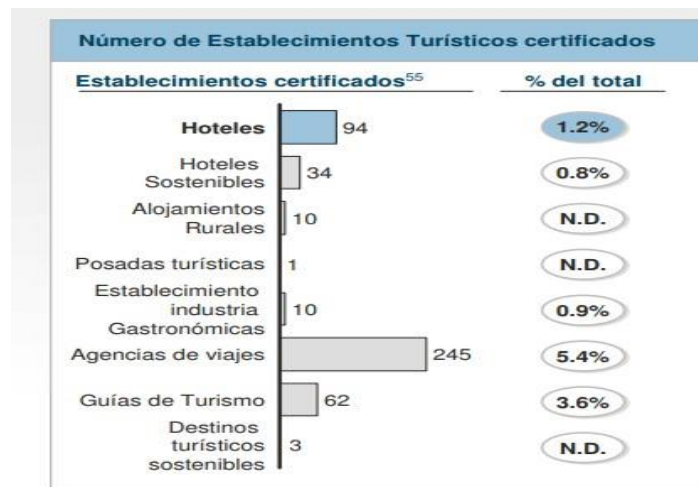 Número de Establecimientos Turísticos certificados
Establecimientos certificados55 % del total
Hoteles 94 1.2%
Hoteles
Sostenibles 34 0.8%
Alojamientos
Rurales 10 N.D.
Posadas turísticas 1 N.D.
Establecimiento
industria 10 0.9%
Gastronómicas
Agencias de viajes 245 5.4%
Guías de Turismo 62 3.6%
Destinos
turísticos 3 N.D.
sostenibles